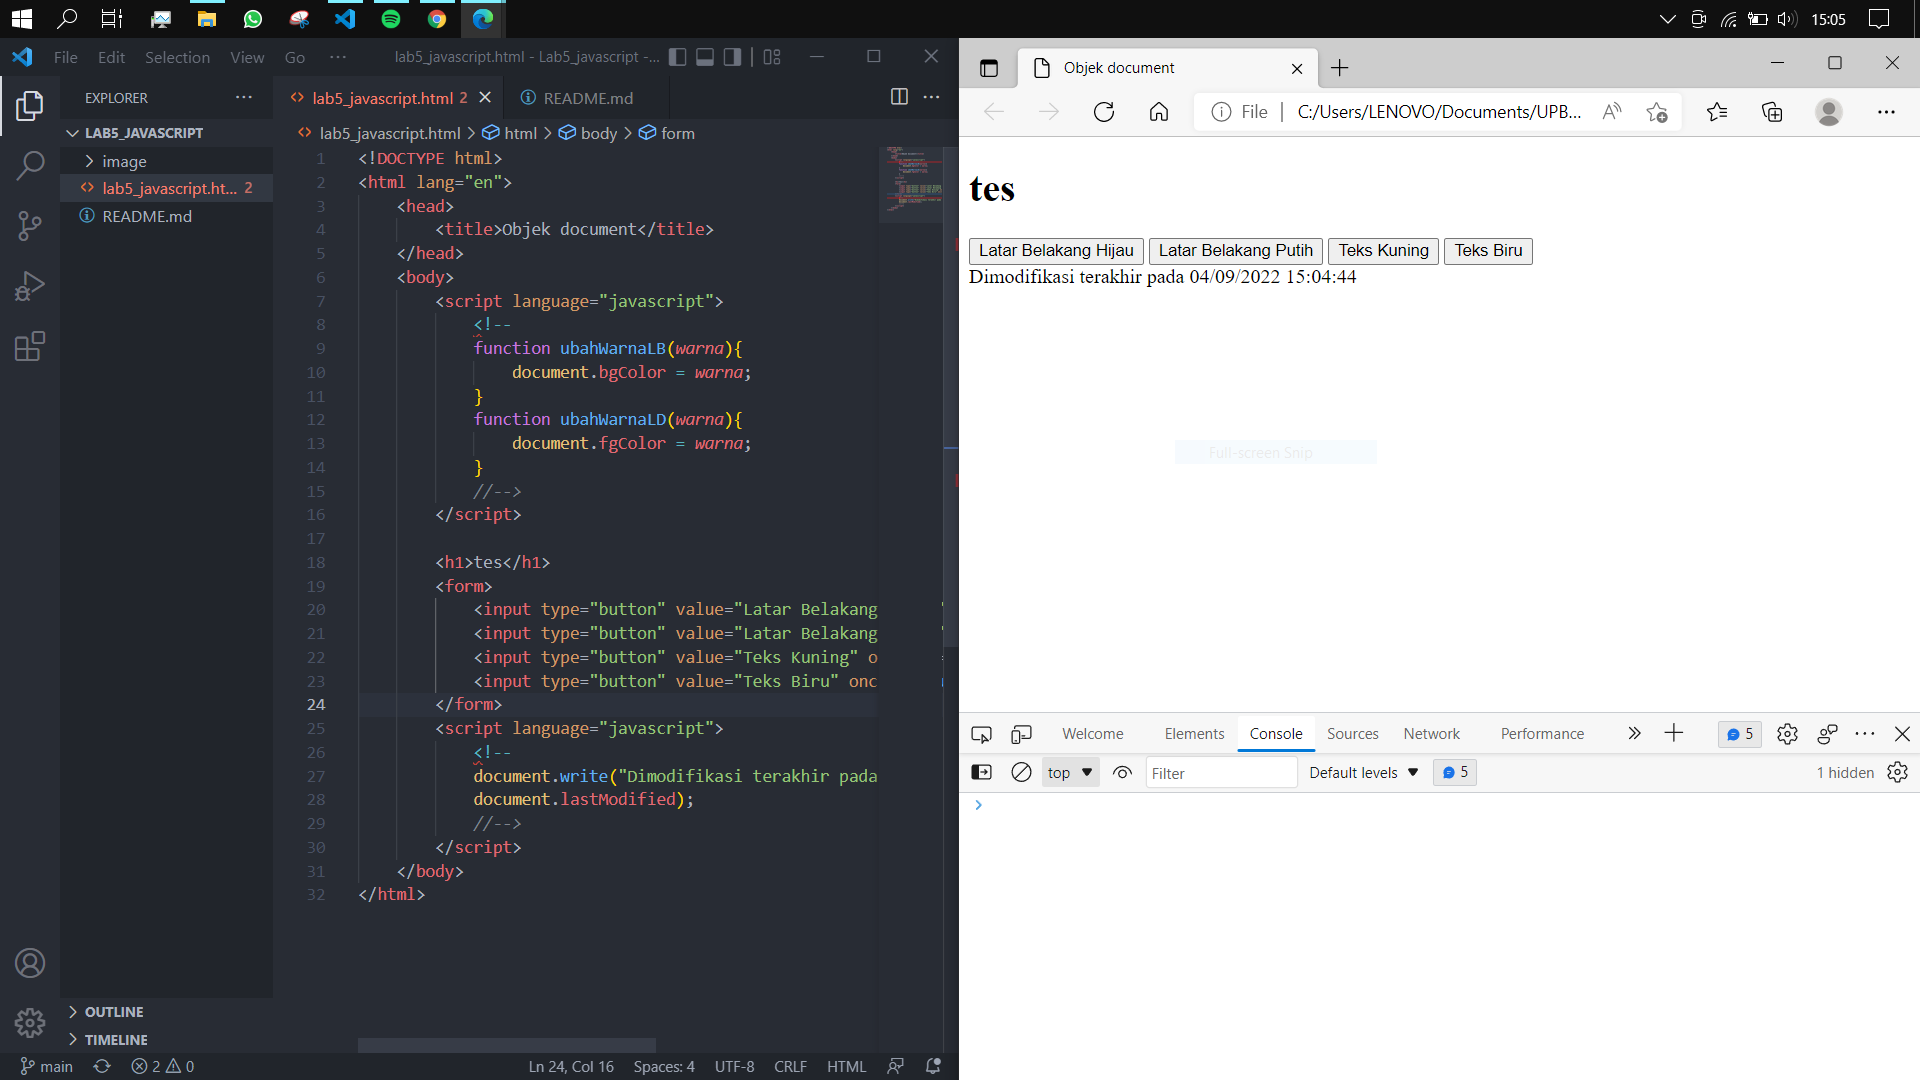 15:05
File Edit Selection View Go ··· lab5_javascript.html - Lab5_javascript -...
EXPLORER ···
LAB5_JAVASCRIPT
image
<> lab5_javascript.ht... 2
README.md
OUTLINE
TIMELINE
<> lab5_javascript.html 2
README.md
<> lab5_javascript.html > html > body > form
1 <!DOCTYPE html>
2 <html lang="en">
3 <head>
4 <title>Objek document</title>
5 </head>
6 <body>
7 <script language="javascript">
8 <!--
9 function ubahWarnaLB(warna){
10 document.bgColor = warna;
11 }
12 function ubahWarnaLD(warna){
13 document.fgColor = warna;
14 }
15 //-->
16 </script>
17
18 <h1>tes</h1>
19 <form>
20 <input type="button" value="Latar Belakang
21 <input type="button" value="Latar Belakang
22 <input type="button" value="Teks Kuning" o
23 <input type="button" value="Teks Biru" onc
24 </form>
25 <script language="javascript">
26 <!--
27 document.write("Dimodifikasi terakhir pada
28 document.lastModified);
29 //-->
30 </script>
31 </body>
32 </html>
main 2 0 Ln 24, Col 16 Spaces: 4 UTF-8 CRLF HTML
Objek document
File | C:/Users/LENOVO/Documents/UPB...
tes
Latar Belakang Hijau Latar Belakang Putih Teks Kuning Teks Biru
Dimodifikasi terakhir pada 04/09/2022 15:04:44
Full-screen Snip
Welcome Elements Console Sources Network Performance 5
top Filter Default levels 5 1 hidden